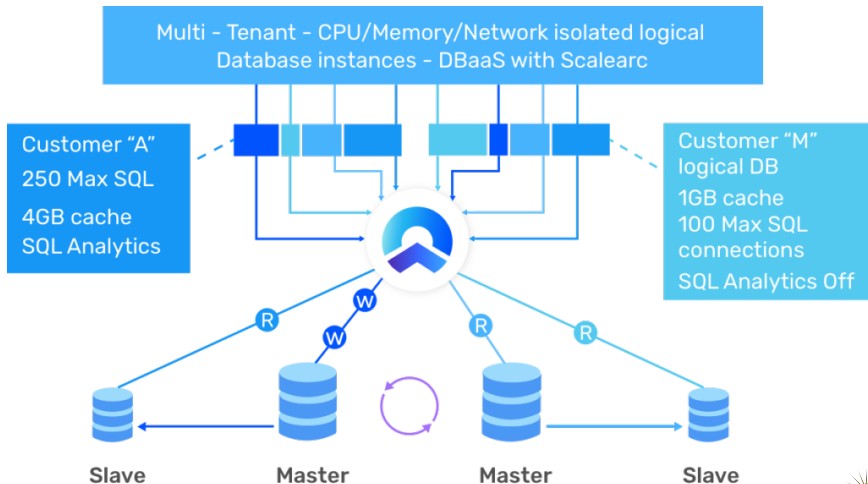 Multi - Tenant - CPU/Memory/Network isolated logical
Database instances - DBaaS with Scalearc
Customer “A”
250 Max SQL
4GB cache
SQL Analytics
Customer “M”
logical DB
1GB cache
100 Max SQL
connections
SQL Analytics Off
R
W
W
R
R
Slave
Master
Master
Slave